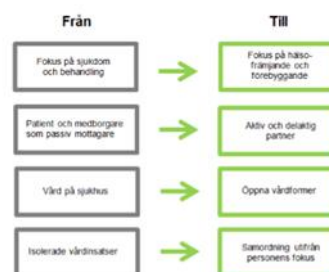 Från
Till
Fokus på sjukdom
och behandling
Fokus på hälso-
främjande och
förebyggande
Patient och medborgare
som passiv mottagare
Aktiv och delaktig
partner
Vård på sjukhus
Öppna vårdformer
Isolerade vårdinsatser
Samordning utifrån
personens fokus